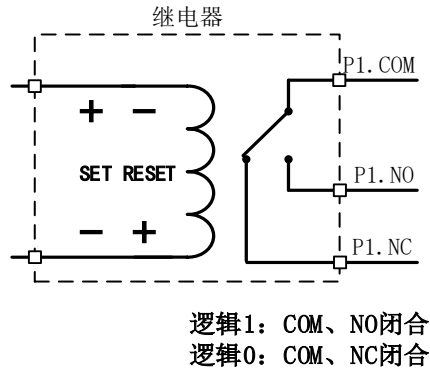 继电器
P1.COM
+ −
SET RESET
P1.NO
− +
P1.NC
逻辑1：COM、NO闭合
逻辑0：COM、NC闭合